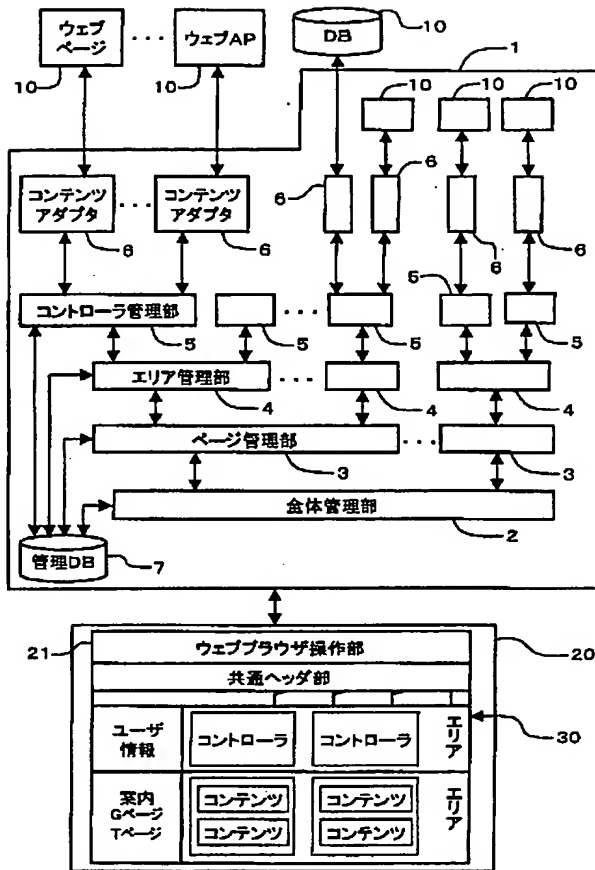 ウェブ
ページ
・・・
ウェブAP
DB
10
1
10
10
10
10
10
コンテンツ
アダプタ
・・・
コンテンツ
アダプタ
6
6
6
6
6
6
コントローラ管理部
・・・
5
5
5
5
5
エリア管理部
・・・
4
4
4
ページ管理部
・・・
3
3
全体管理部
2
管理DB
7
21
ウェブブラウザ操作部
20
共通ヘッダ部
ユーザ
情報
コントローラ
コントローラ
エリア
30
案内
Gページ
Tページ
コンテンツ
コンテンツ
エリア
コンテンツ
コンテンツ